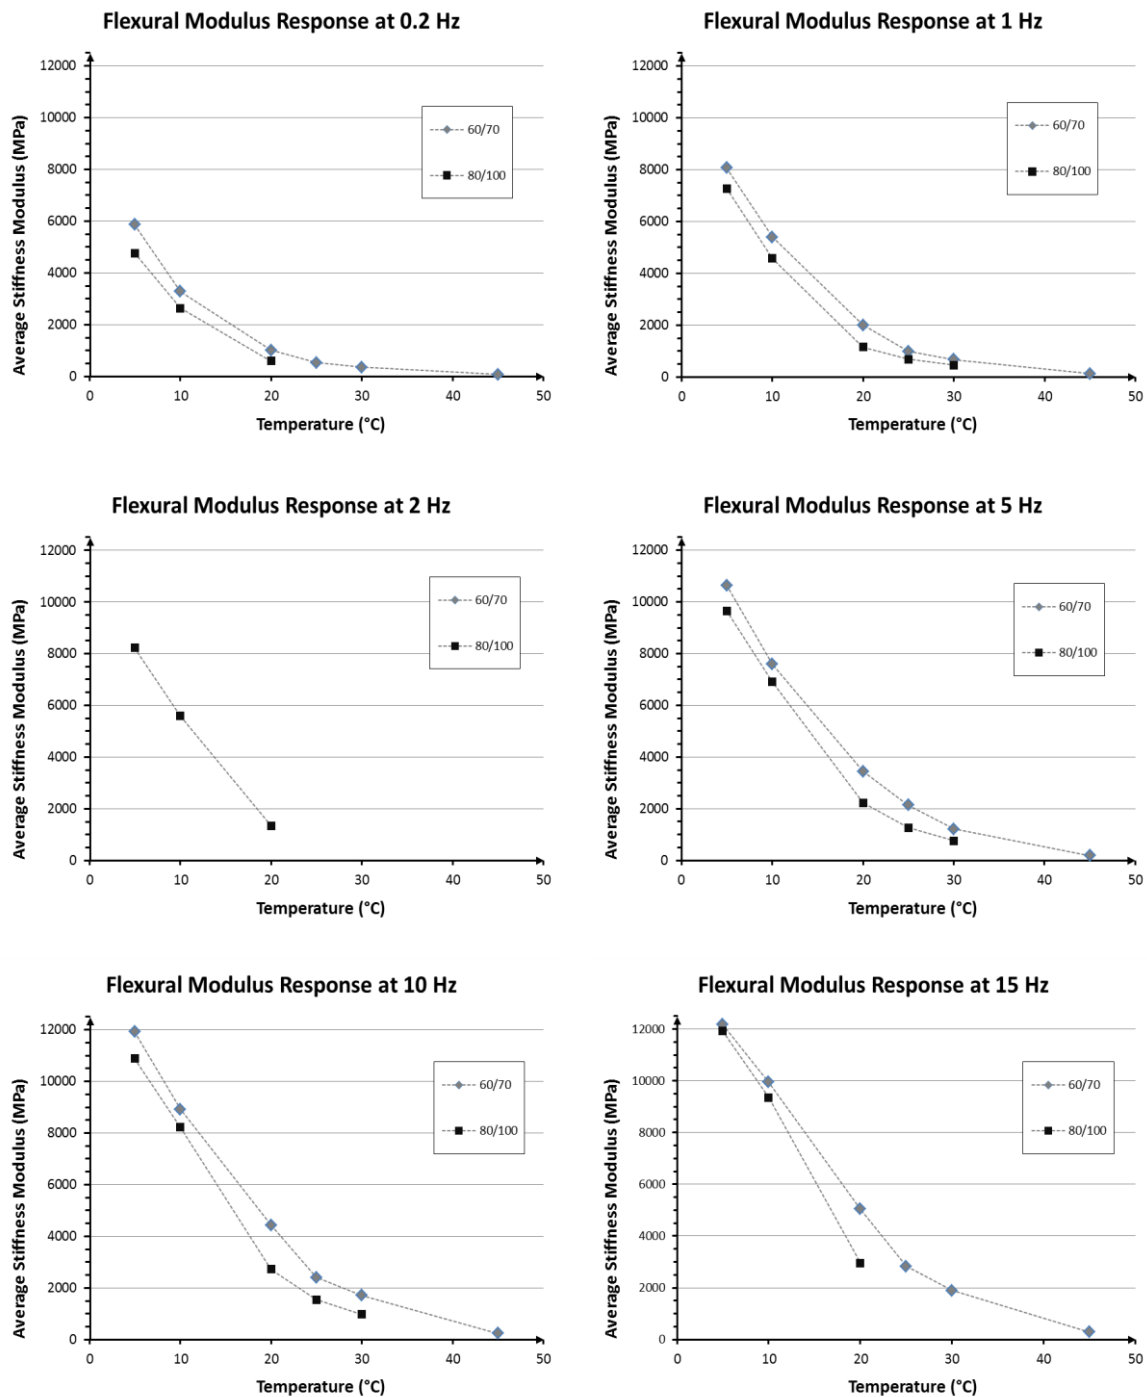 Flexural Modulus Response at 0.2 Hz
Average Stiffness Modulus (MPa)
12000
10000
8000
6000
4000
2000
0
60/70
80/100
0 10 20 30 40 50
Temperature (°C)
Flexural Modulus Response at 1 Hz
Average Stiffness Modulus (MPa)
12000
10000
8000
6000
4000
2000
0
60/70
80/100
0 10 20 30 40 50
Temperature (°C)
Flexural Modulus Response at 2 Hz
Average Stiffness Modulus (MPa)
12000
10000
8000
6000
4000
2000
0
60/70
80/100
0 10 20 30 40 50
Temperature (°C)
Flexural Modulus Response at 5 Hz
Average Stiffness Modulus (MPa)
12000
10000
8000
6000
4000
2000
0
60/70
80/100
0 10 20 30 40 50
Temperature (°C)
Flexural Modulus Response at 10 Hz
Average Stiffness Modulus (MPa)
12000
10000
8000
6000
4000
2000
0
60/70
80/100
0 10 20 30 40 50
Temperature (°C)
Flexural Modulus Response at 15 Hz
Average Stiffness Modulus (MPa)
12000
10000
8000
6000
4000
2000
0
60/70
80/100
0 10 20 30 40 50
Temperature (°C)